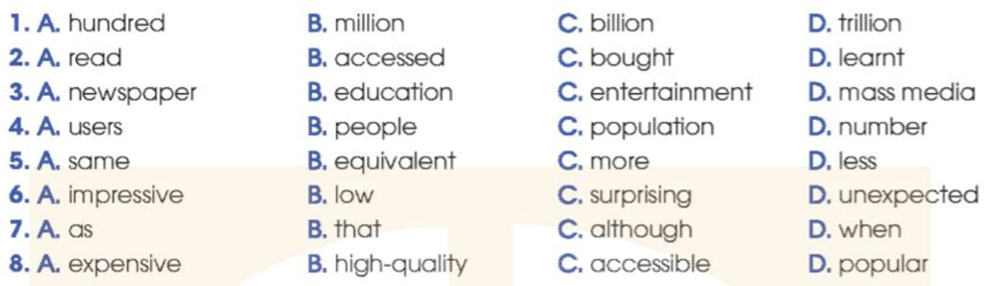 1. A. hundred B. million C. billion D. trillion
2. A. read B. accessed C. bought D. learnt
3. A. newspaper B. education C. entertainment D. mass media
4. A. users B. people C. population D. number
5. A. same B. equivalent C. more D. less
6. A. impressive B. low C. surprising D. unexpected
7. A. as B. that C. although D. when
8. A. expensive B. high-quality C. accessible D. popular